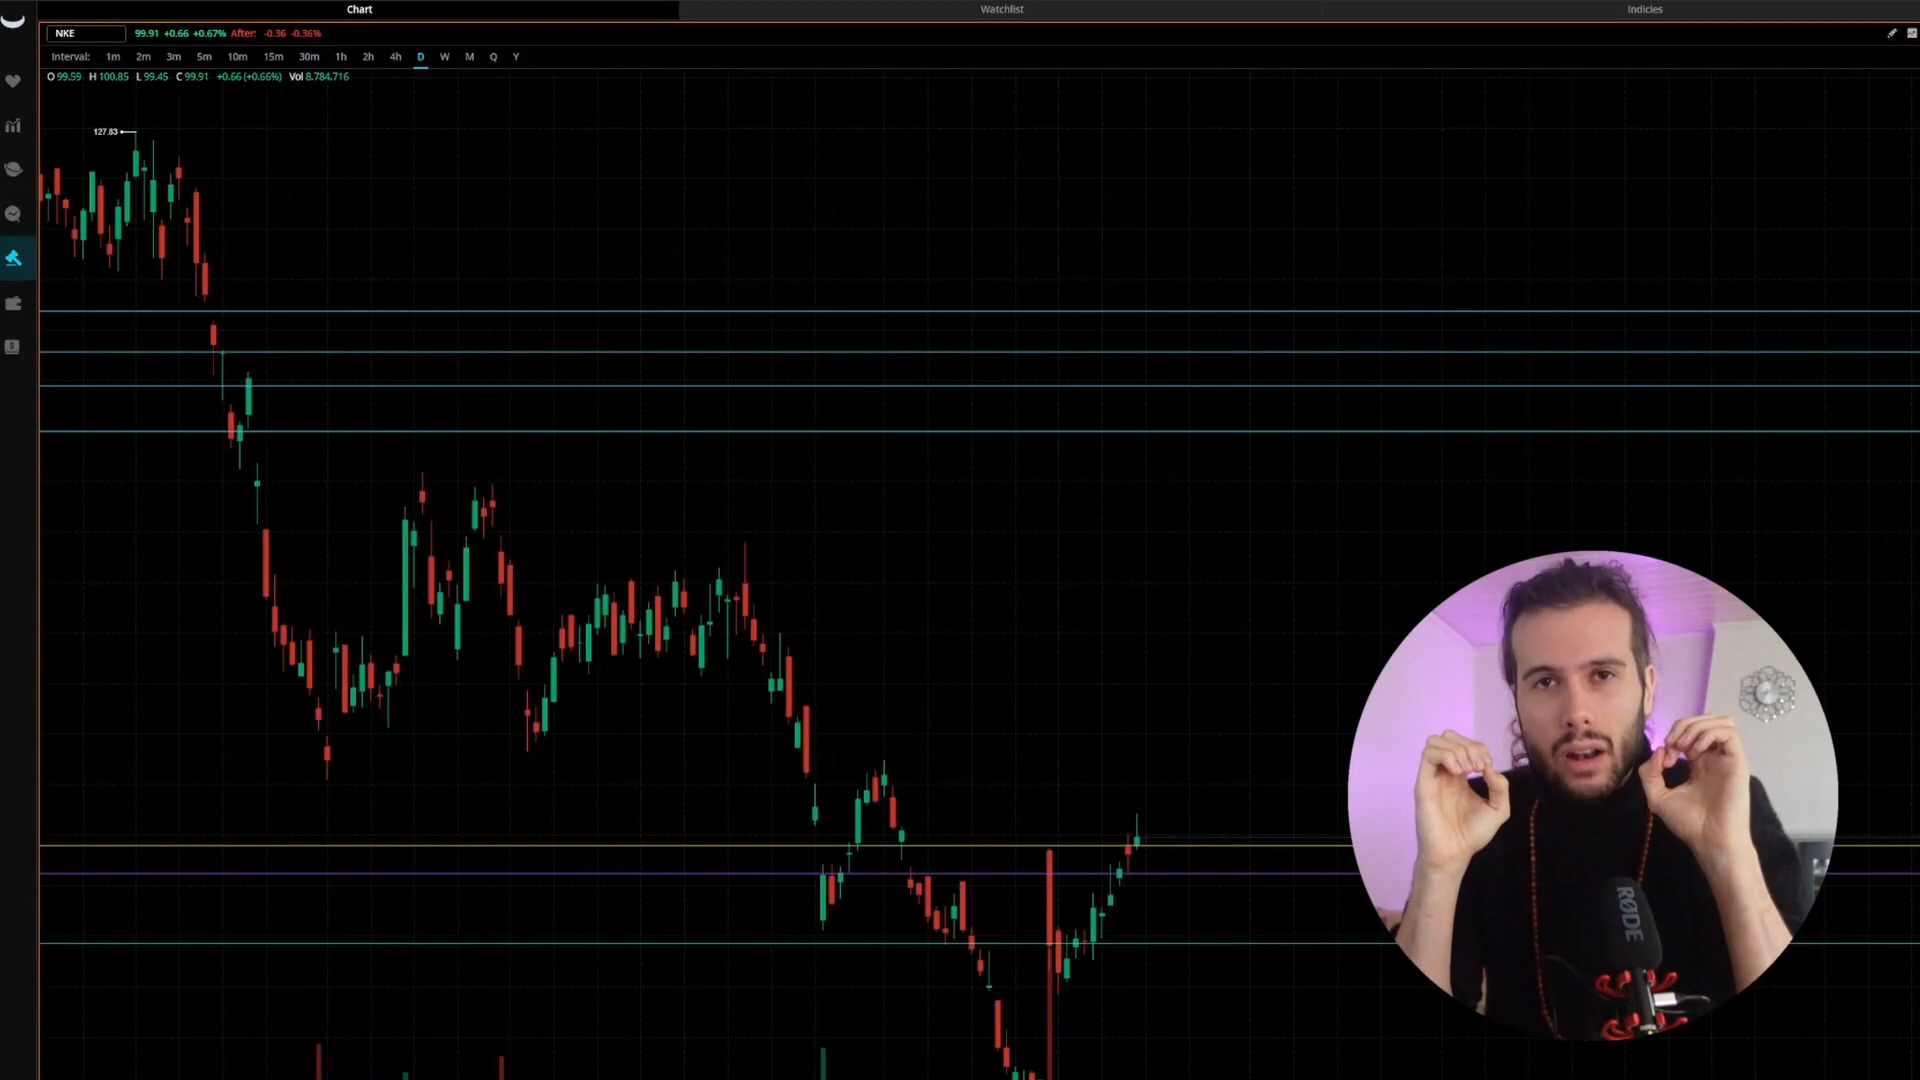 Chart Watchlist Indicies
NKE 99.91 +0.66 +0.67% After: -0.36 -0.36%
Interval: 1m 2m 3m 5m 10m 15m 30m 1h 2h 4h D W M Q Y
O 99.59 H 100.85 L 99.45 C 99.91 +0.66 (+0.66%) Vol 8,784,716
127.83
RØDE